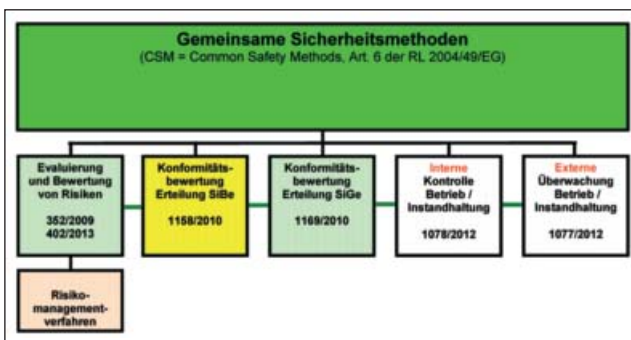 Gemeinsame Sicherheitsmethoden
(CSM = Common Safety Methods, Art. 6 der RL 2004/49/EG)
Evaluierung
und Bewertung
von Risiken
352/2009
402/2013
Konformitäts-
bewertung
Erteilung SiBe
1158/2010
Konformitäts-
bewertung
Erteilung SiGe
1169/2010
Interne
Kontrolle
Betrieb /
Instandhaltung
1078/2012
Externe
Überwachung
Betrieb /
Instandhaltung
1077/2012
Risiko-
management-
verfahren